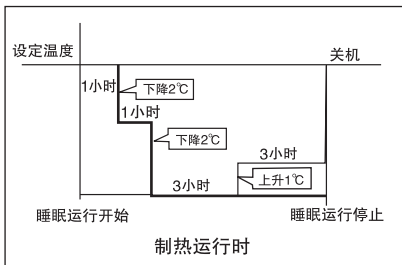 设定温度
关机
1小时
下降2℃
1小时
下降2℃
3小时
3小时
上升1℃
睡眠运行开始
睡眠运行停止
制热运行时